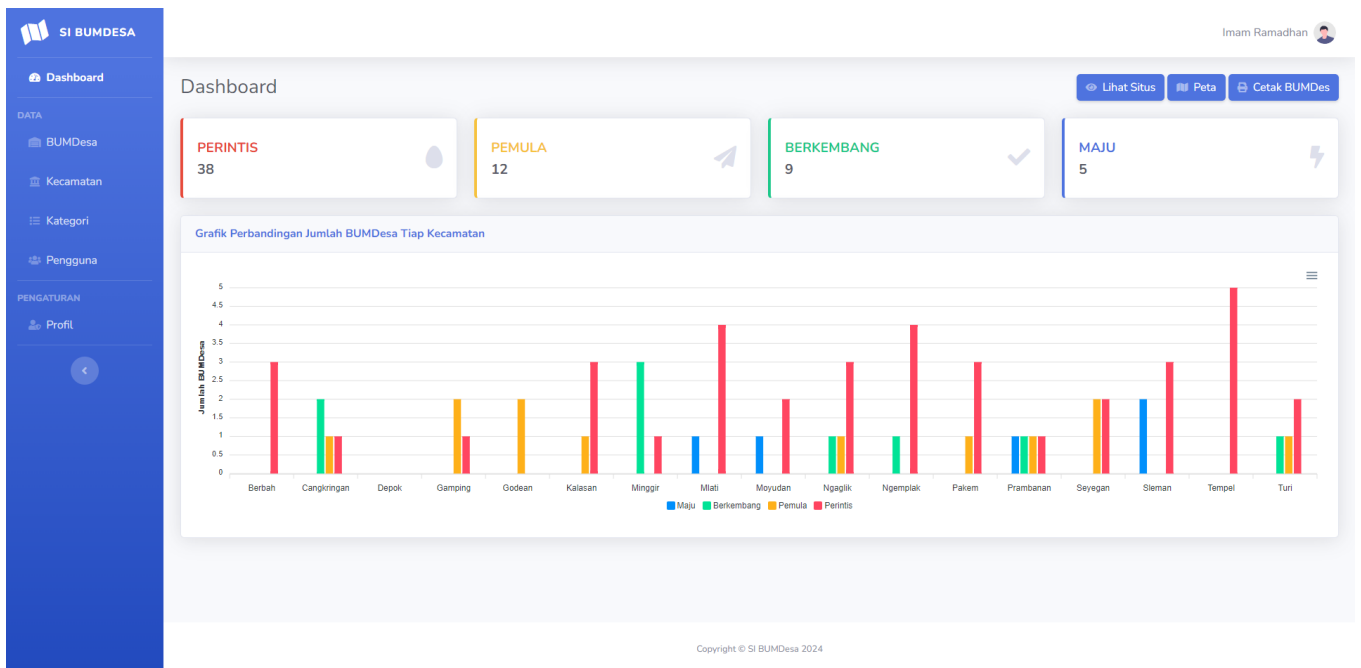 SI BUMDESA
Imam Ramadhan
Dashboard
DATA
BUMDesa
Kecamatan
Kategori
Pengguna
PENGATURAN
Profil
Dashboard
Lihat Situs
Peta
Cetak BUMDes
PERINTIS
38
PEMULA
12
BERKEMBANG
9
MAJU
5
Grafik Perbandingan Jumlah BUMDesa Tiap Kecamatan
Jumlah BUMDesa
5
4.5
4
3.5
3
2.5
2
1.5
1
0.5
0
Berbah Cangkringan Depok Gamping Godean Kalasan Minggir Mlati Moyudan Ngaglik Ngemplak Pakem Prambanan Seyegan Sleman Tempel Turi
Maju Berkembang Pemula Perintis
Copyright © SI BUMDesa 2024